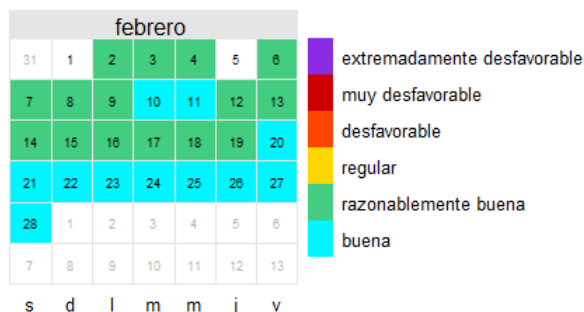 febrero
31 1 2 3 4 5 6
7 8 9 10 11 12 13
14 15 16 17 18 19 20
21 22 23 24 25 26 27
28 1 2 3 4 5 6
7 8 9 10 11 12 13
s d l m m j v
extremadamente desfavorable
muy desfavorable
desfavorable
regular
razonablemente buena
buena